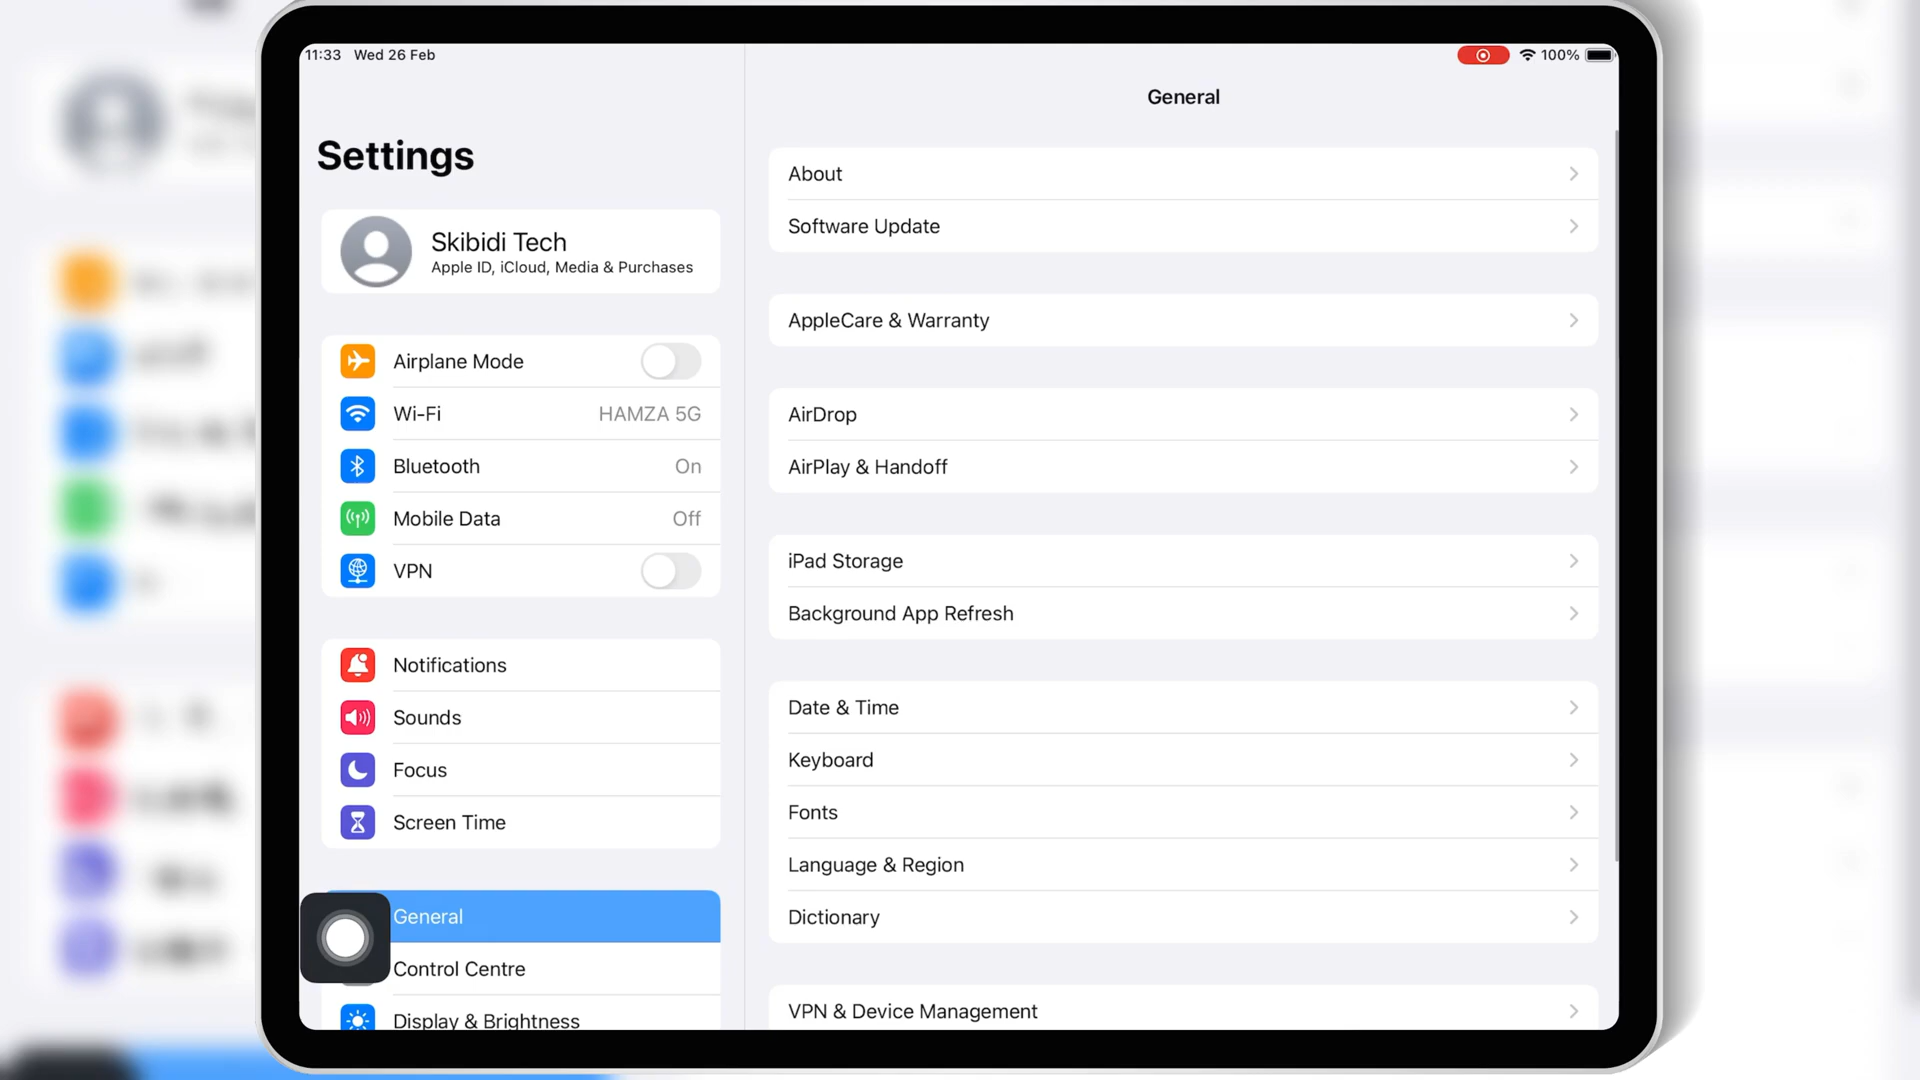 11:33 Wed 26 Feb
100%
Settings
Skibidi Tech
Apple ID, iCloud, Media & Purchases
Airplane Mode
Wi-Fi HAMZA 5G
Bluetooth On
Mobile Data Off
VPN
Notifications
Sounds
Focus
Screen Time
General
Control Centre
Display & Brightness
General
About
Software Update
AppleCare & Warranty
AirDrop
AirPlay & Handoff
iPad Storage
Background App Refresh
Date & Time
Keyboard
Fonts
Language & Region
Dictionary
VPN & Device Management